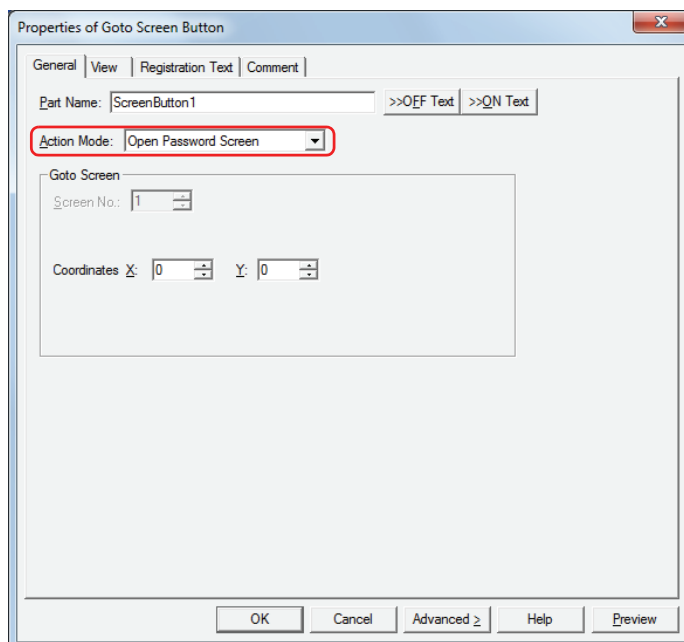 Properties of Goto Screen Button
General View Registration Text Comment
Part Name: ScreenButton1 >>OFF Text >>ON Text
Action Mode: Open Password Screen
Goto Screen
Screen No.: 1
Coordinates X: 0 Y: 0
OK Cancel Advanced > Help Preview